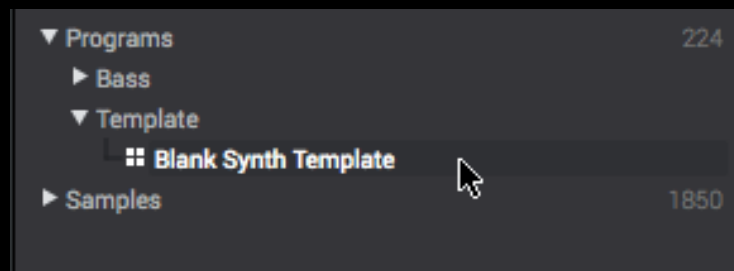 Programs 224
Bass
Template
Blank Synth Template
Samples 1850